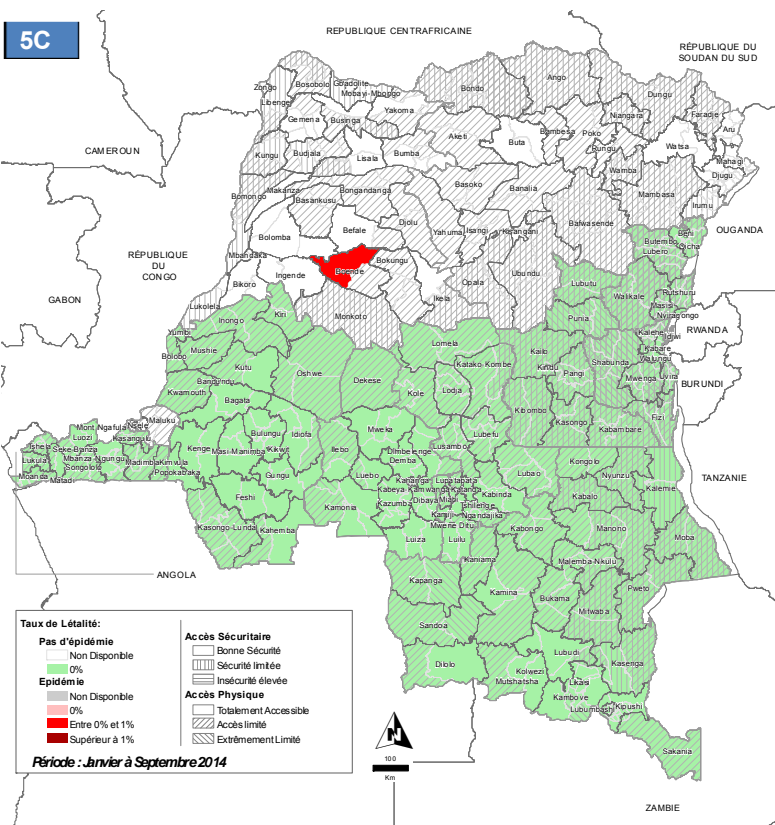 5C
REPUBLIQUE CENTRAFRICAINE
RÉPUBLIQUE DU
SOUDAN DU SUD
CAMEROUN
GABON
RÉPUBLIQUE
DU
CONGO
OUGANDA
RWANDA
BURUNDI
TANZANIE
ANGOLA
ZAMBIE
Zongo
Bosobolo
Gbadolite
Mobayi-Mbongo
Libenge
Gemena
Businga
Yakoma
Bondo
Ango
Dungu
Faradje
Niangara
Aru
Kungu
Budjala
Lisala
Bumba
Aketi
Buta
Bambesa
Poko
Rungu
Watsa
Mahagi
Djugu
Wamba
Mambasa
Irumu
Bomongo
Makanza
Basankusu
Bongandanga
Basoko
Banalia
Bafwasende
Befale
Djolu
Yahuma
Isangi
Kisangani
Bolomba
Mbandaka
Ingende
Boende
Bokungu
Opala
Ubundu
Bikoro
Ikela
Lukolela
Monkoto
Beni
Oicha
Butembo
Lubero
Lubutu
Walikale
Rutshuru
Masisi
Nyiragongo
Kalehe
Idjwi
Kabare
Walungu
Uvira
Mwenga
Shabunda
Fizi
Punia
Kailo
Kindu
Pangi
Kibombo
Kasongo
Kabambare
Kiri
Inongo
Yumbi
Mushie
Bolobo
Kutu
Oshwe
Dekese
Lomela
Katako-Kombe
Kole
Lodja
Bandundu
Kwamouth
Bagata
Maluku
Nsele
Mont Ngafula
Kasangulu
Luozi
Tshela
Seke-Banza
Lukula
Mbanza-Ngungu
Songololo
Moanda
Matadi
Madimba
Kimvula
Popokabaka
Kenge
Masi-Manimba
Bulungu
Kikwit
Idiofa
Gungu
Feshi
Kasongo-Lunda
Kahemba
Ilebo
Mweka
Dimbelenge
Demba
Luebo
Kamonia
Kazumba
Lusambo
Lubefu
Kananga
Lupatapata
Kabeya-Kamwanga
Katanda
Dibaya
Miabi
Tshilenge
Kabinda
Kamiji
Ngandajika
Mwene Ditu
Luiza
Luilu
Lubao
Kongolo
Nyunzu
Kabalo
Kalemie
Kabongo
Manono
Moba
Kaniama
Malemba-Nkulu
Kapanga
Kamina
Bukama
Mitwaba
Pweto
Sandoa
Dilolo
Lubudi
Kolwezi
Mutshatsha
Likasi
Kambove
Kasenga
Lubumbashi
Kipushi
Sakania
Taux de Létalité:
Pas d'épidémie
Non Disponible
0%
Epidémie
Non Disponible
0%
Entre 0% et 1%
Supérieur à 1%
Accès Sécuritaire
Bonne Sécurité
Sécurité limitée
Insécurité élevée
Accès Physique
Totalement Accessible
Accès limité
Extrêmement Limité
Période : Janvier à Septembre 2014
N
100
Km